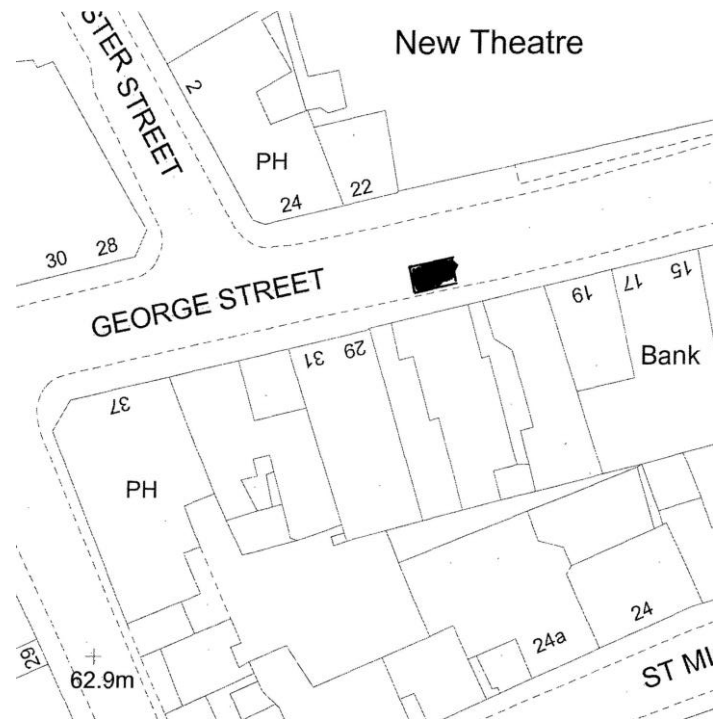 STER STREET
New Theatre
2
PH
24
22
30
28
GEORGE STREET
15
17
19
Bank
29
31
37
PH
29
62.9m
24a
24
ST MI